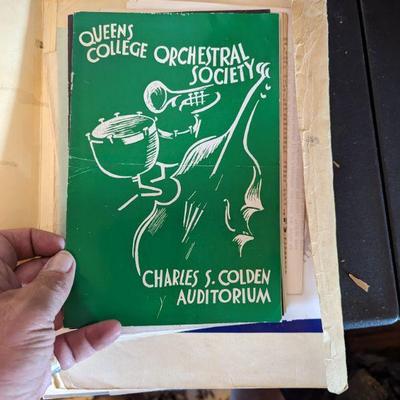 QUEENS
COLLEGE ORCHESTRAL
SOCIETY
CHARLES S. COLDEN
AUDITORIUM